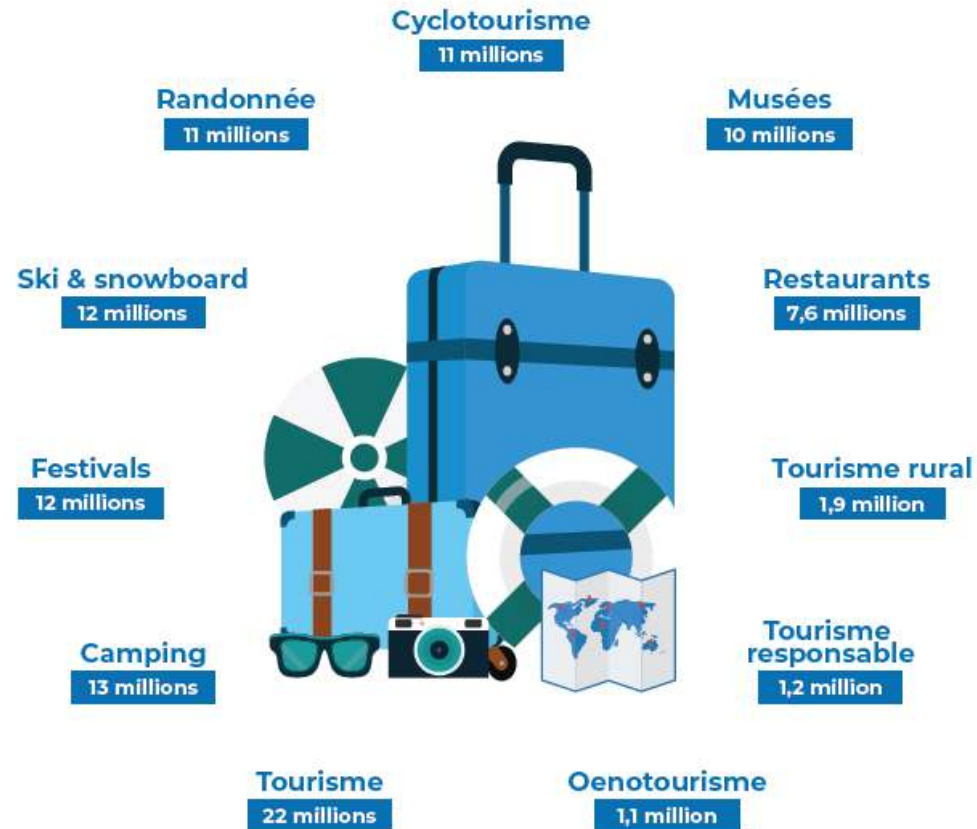 Cyclotourisme
11 millions
Randonnée
11 millions
Musées
10 millions
Ski & snowboard
12 millions
Restaurants
7,6 millions
Festivals
12 millions
Tourisme rural
1,9 million
Camping
13 millions
Tourisme
responsable
1,2 million
Tourisme
22 millions
Oenotourisme
1,1 million